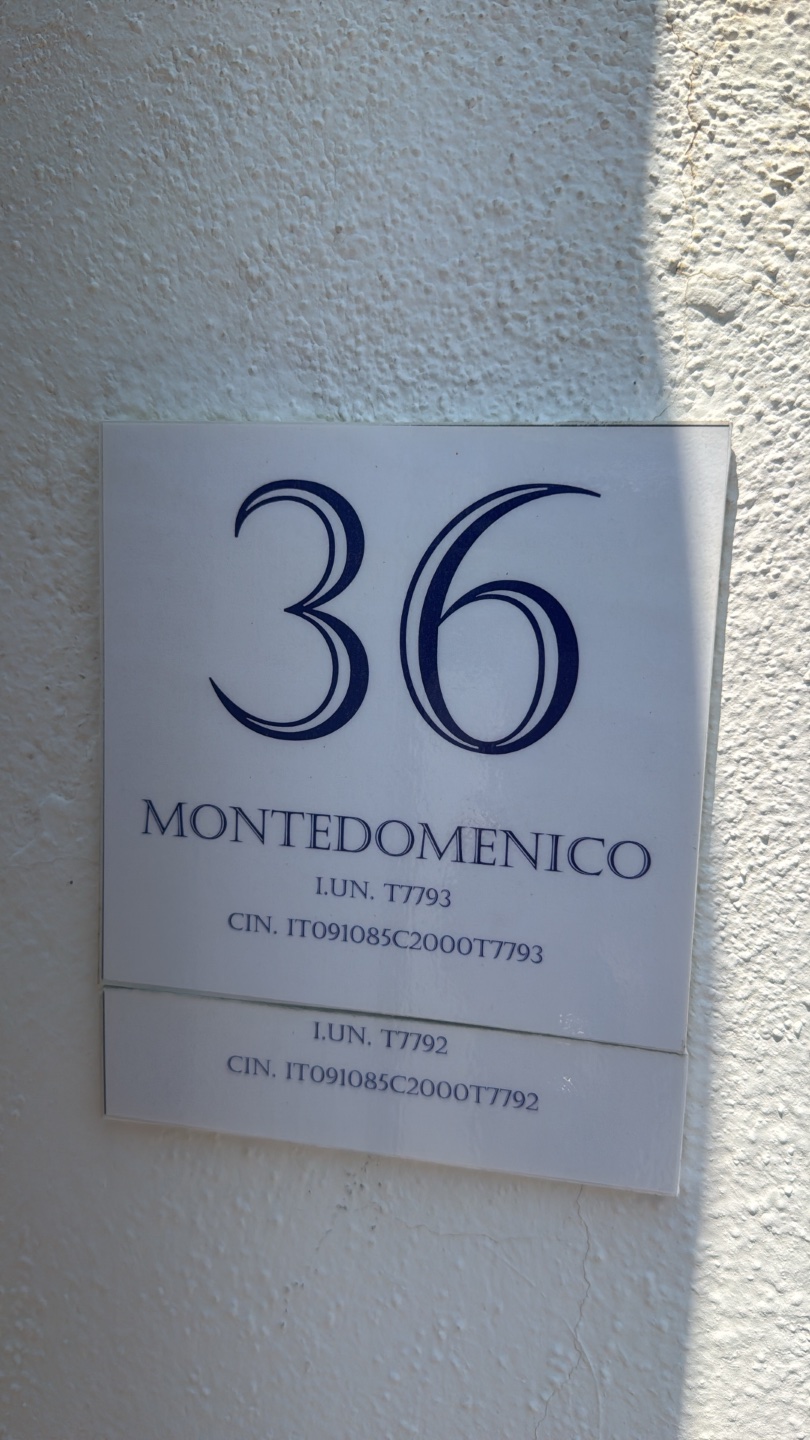 36
MONTEDOMENICO
I.UN. T7793
CIN. IT091085C2000T7793
I.UN. T7792
CIN. IT091085C2000T7792